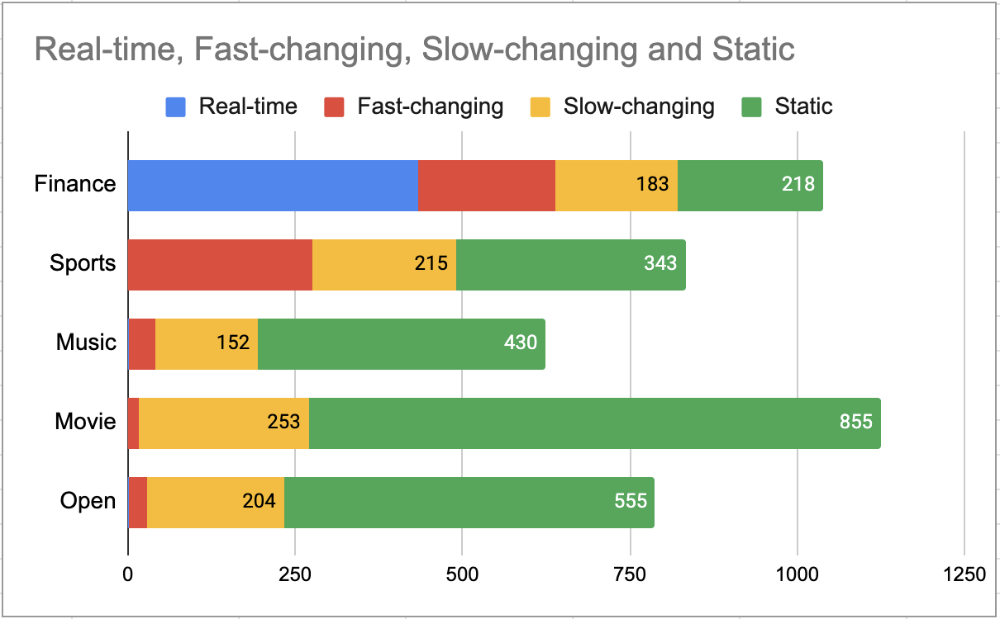 Real-time, Fast-changing, Slow-changing and Static
Real-time Fast-changing Slow-changing Static
Finance 183 218
Sports 215 343
Music 152 430
Movie 253 855
Open 204 555
0 250 500 750 1000 1250